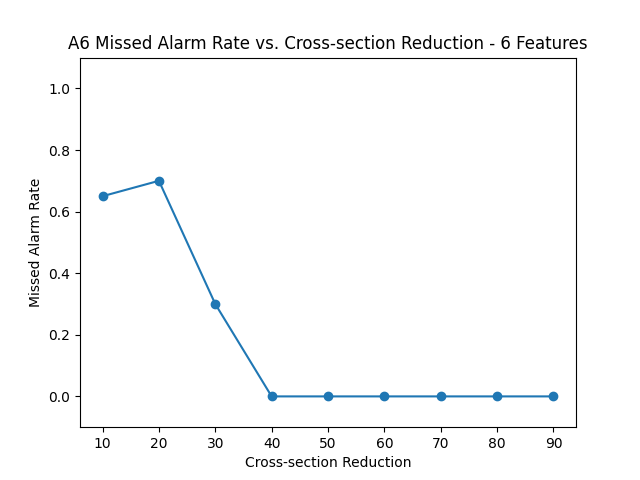 A6 Missed Alarm Rate vs. Cross-section Reduction - 6 Features
1.0
0.8
0.6
0.4
0.2
0.0
Missed Alarm Rate
10 20 30 40 50 60 70 80 90
Cross-section Reduction